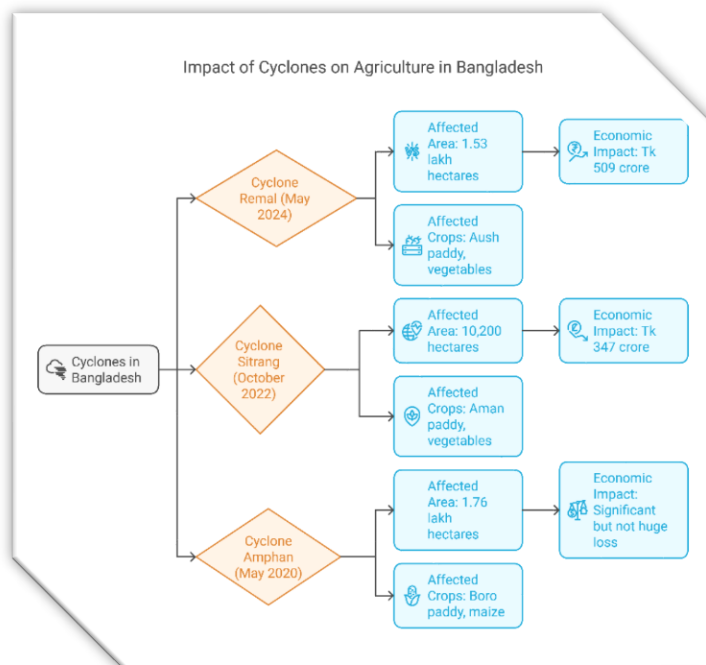 Impact of Cyclones on Agriculture in Bangladesh
Cyclones in
Bangladesh
Cyclone
Remal (May
2024)
Affected
Area: 1.53
lakh
hectares
Economic
Impact: Tk
509 crore
Affected
Crops: Aush
paddy,
vegetables
Cyclone
Sitrang
(October
2022)
Affected
Area: 10,200
hectares
Economic
Impact: Tk
347 crore
Affected
Crops: Aman
paddy,
vegetables
Cyclone
Amphan
(May 2020)
Affected
Area: 1.76
lakh
hectares
Economic
Impact:
Significant
but not huge
loss
Affected
Crops: Boro
paddy, maize